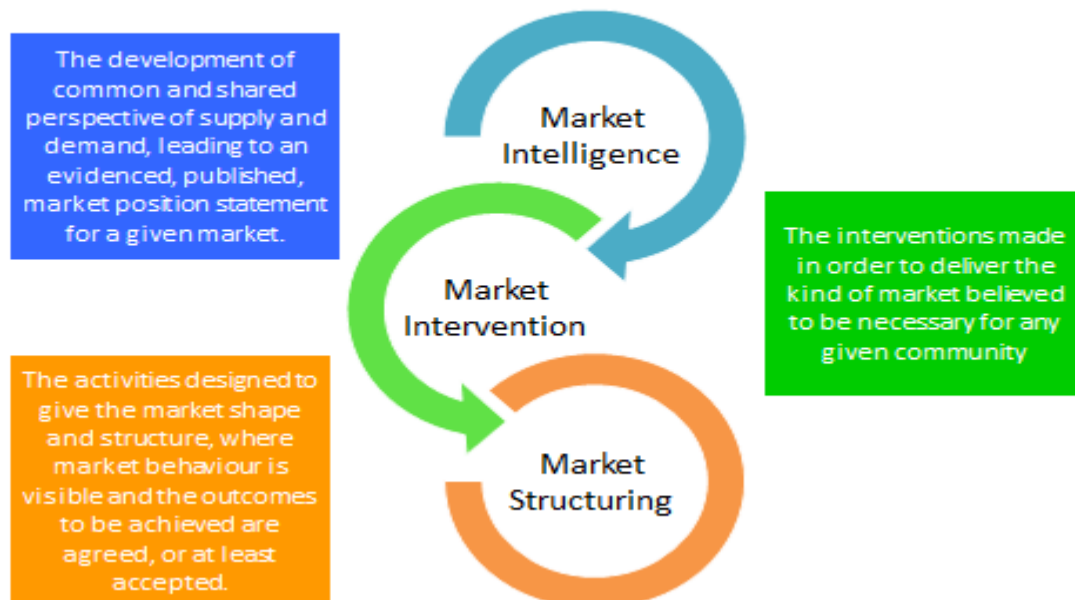 The development of
common and shared
perspective of supply and
demand, leading to an
evidenced, published,
market position statement
for a given market.
Market
Intelligence
The interventions made
in order to deliver the
kind of market believed
to be necessary for any
given community
Market
Intervention
The activities designed to
give the market shape
and structure, where
market behaviour is
visible and the outcomes
to be achieved are
agreed, or at least
accepted.
Market
Structuring